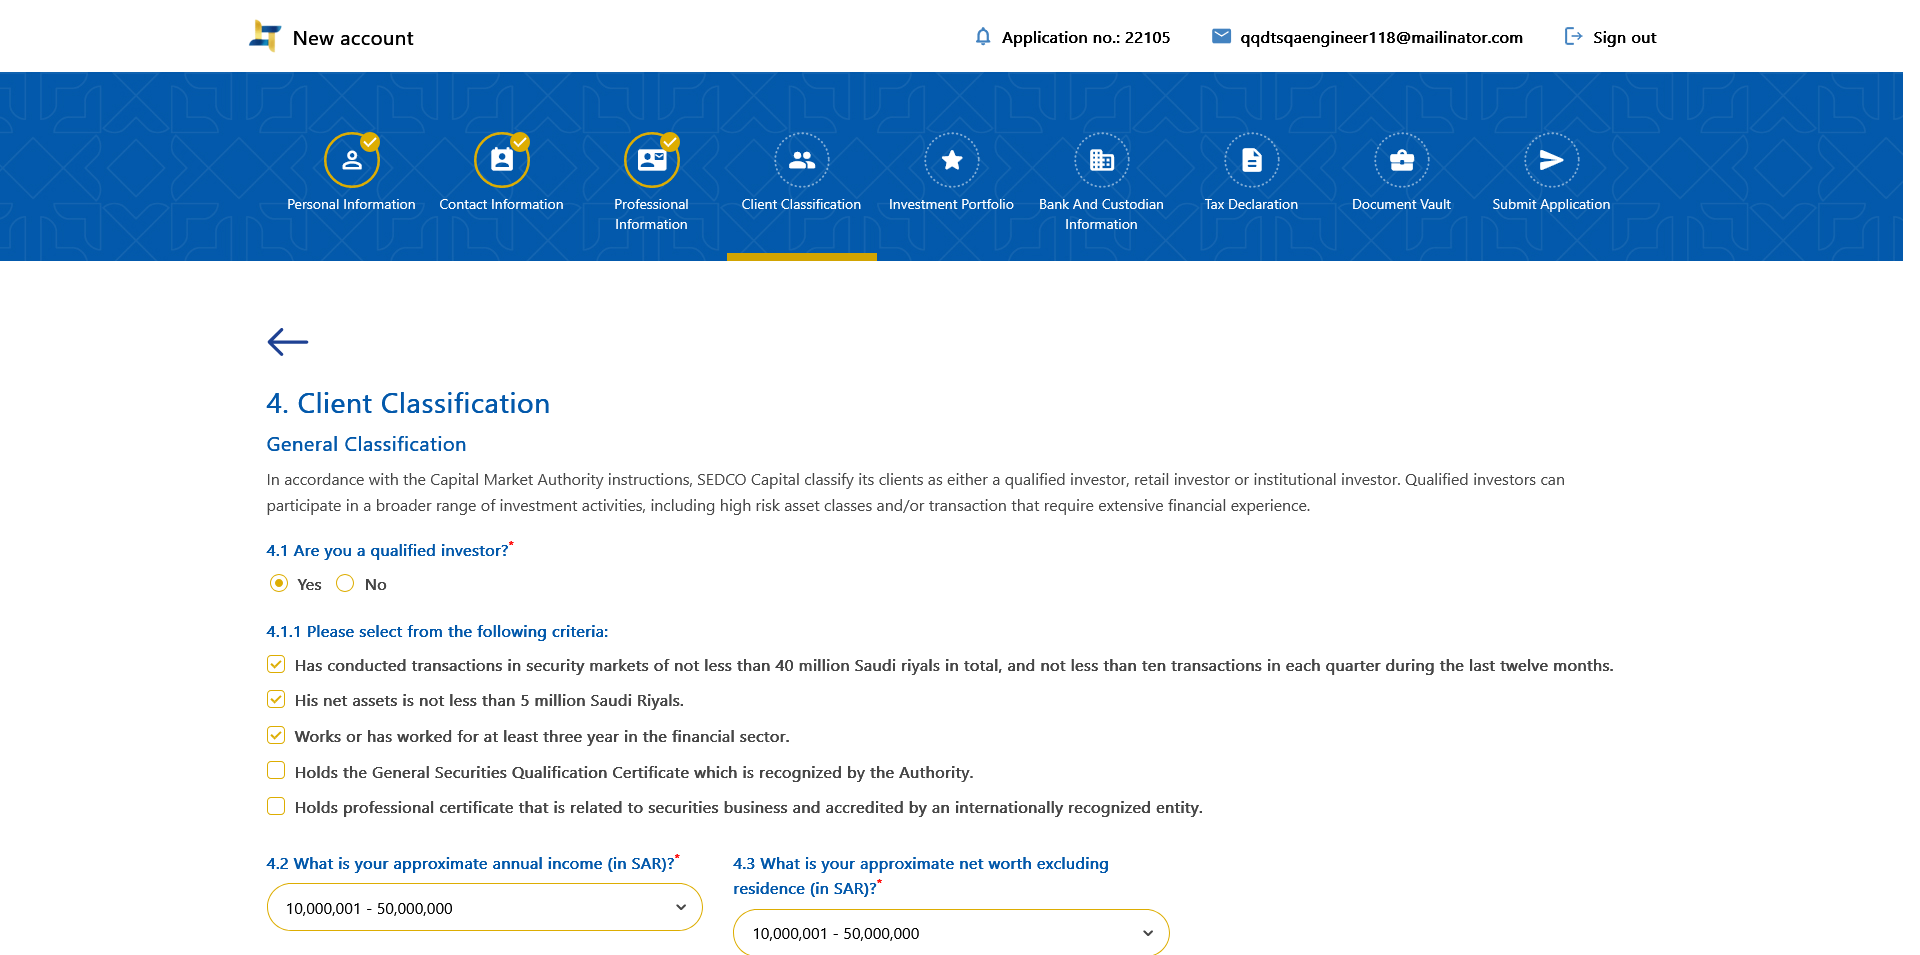 New account
Application no.: 22105
qqdtsqaengineer118@mailinator.com
Sign out
Personal Information
Contact Information
Professional
Information
Client Classification
Investment Portfolio
Bank And Custodian
Information
Tax Declaration
Document Vault
Submit Application
4. Client Classification
General Classification
In accordance with the Capital Market Authority instructions, SEDCO Capital classify its clients as either a qualified investor, retail investor or institutional investor. Qualified investors can
participate in a broader range of investment activities, including high risk asset classes and/or transaction that require extensive financial experience.
4.1 Are you a qualified investor?*
Yes No
4.1.1 Please select from the following criteria:
Has conducted transactions in security markets of not less than 40 million Saudi riyals in total, and not less than ten transactions in each quarter during the last twelve months.
His net assets is not less than 5 million Saudi Riyals.
Works or has worked for at least three year in the financial sector.
Holds the General Securities Qualification Certificate which is recognized by the Authority.
Holds professional certificate that is related to securities business and accredited by an internationally recognized entity.
4.2 What is your approximate annual income (in SAR)?*
10,000,001 - 50,000,000
4.3 What is your approximate net worth excluding
residence (in SAR)?*
10,000,001 - 50,000,000